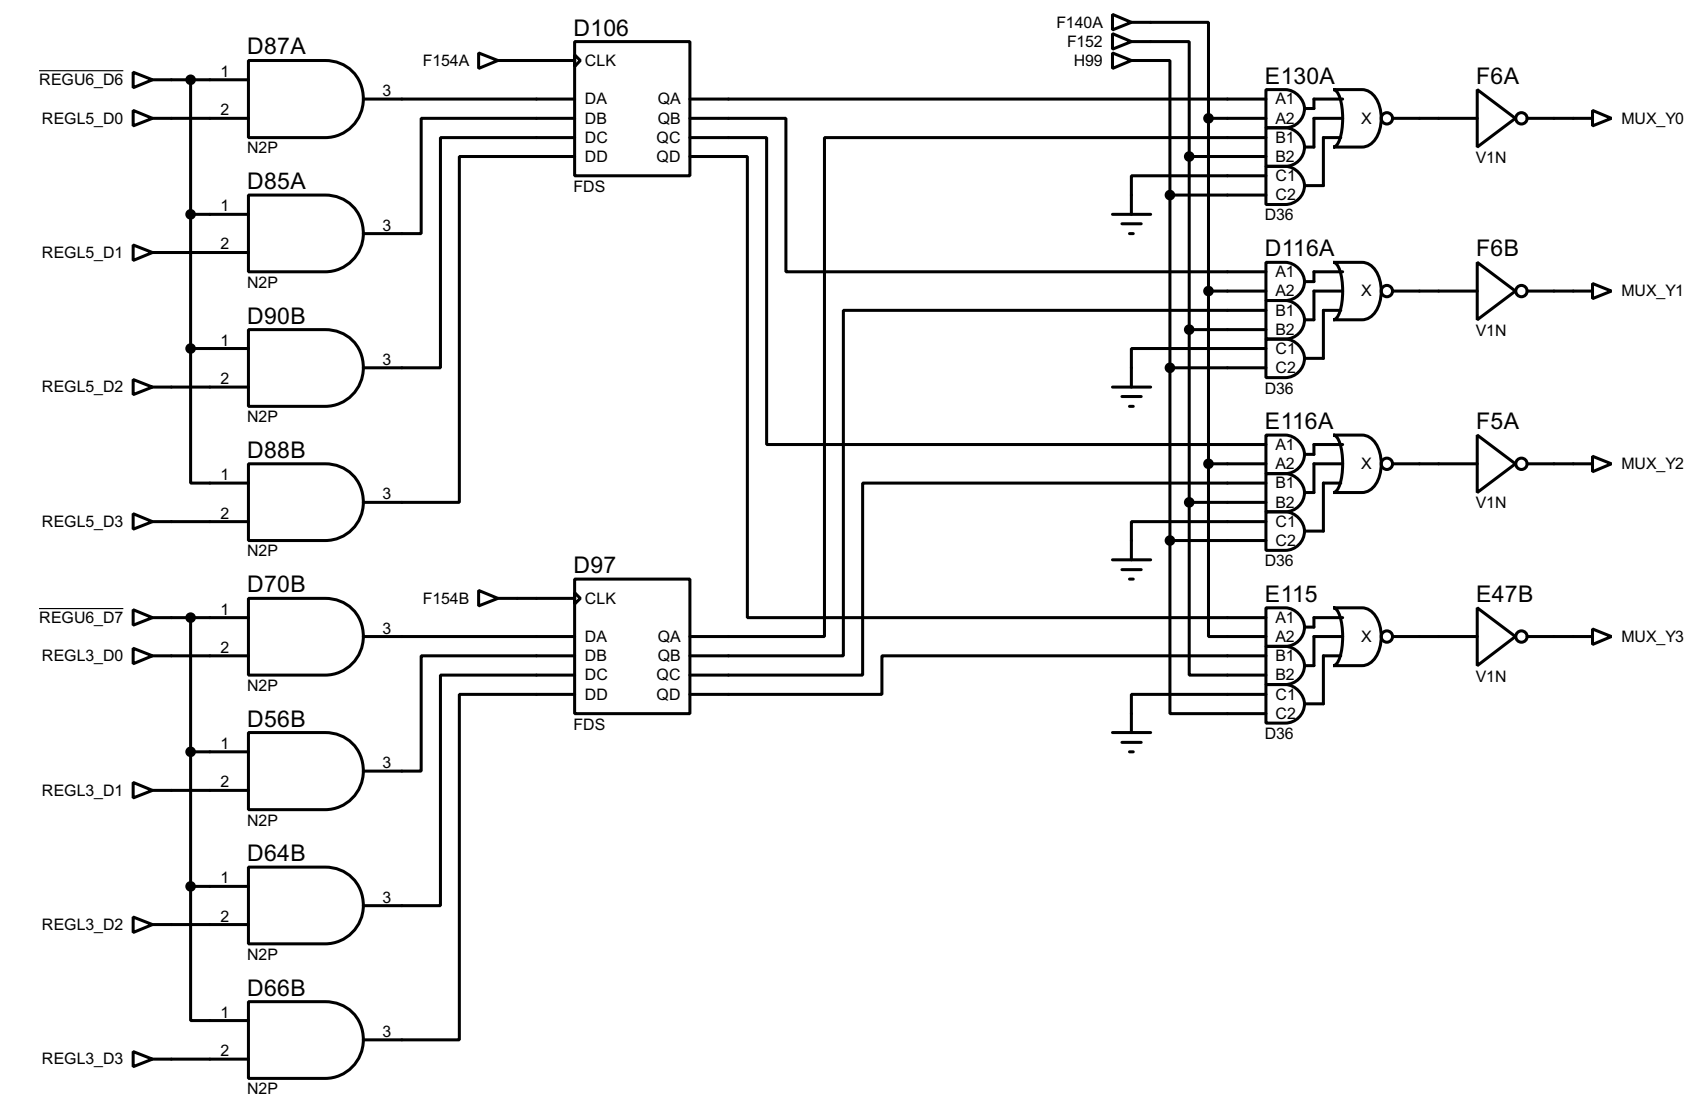 D87A
REGU6_D6
1
REGL5_D0
2
3
N2P
D85A
1
REGL5_D1
2
3
N2P
D90B
1
REGL5_D2
2
3
N2P
D88B
1
REGL5_D3
2
3
N2P
D70B
REGU6_D7
1
REGL3_D0
2
3
N2P
D56B
1
REGL3_D1
2
3
N2P
D64B
1
REGL3_D2
2
3
N2P
D66B
1
REGL3_D3
2
3
N2P
D106
F154A
CLK
DA QA
DB QB
DC QC
DD QD
FDS
D97
F154B
CLK
DA QA
DB QB
DC QC
DD QD
FDS
F140A
F152
H99
E130A
A1
A2
B1
B2
C1
C2
X
D36
F6A
V1N
MUX_Y0
D116A
A1
A2
B1
B2
C1
C2
X
D36
F6B
V1N
MUX_Y1
E116A
A1
A2
B1
B2
C1
C2
X
D36
F5A
V1N
MUX_Y2
E115
A1
A2
B1
B2
C1
C2
X
D36
E47B
V1N
MUX_Y3